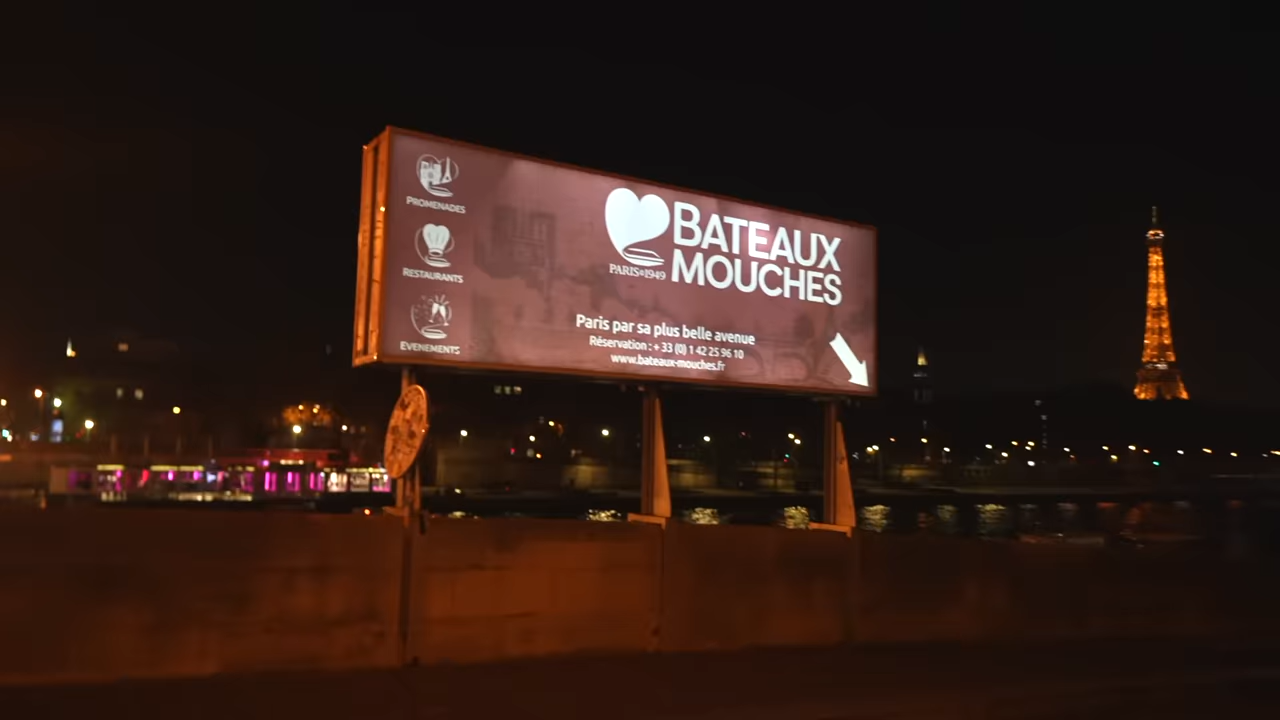 PROMENADES
RESTAURANTS
EVENEMENTS
BATEAUX
MOUCHES
PARIS 1949
Paris par sa plus belle avenue
Réservation : + 33 (0) 1 42 25 96 10
www.bateaux-mouches.fr